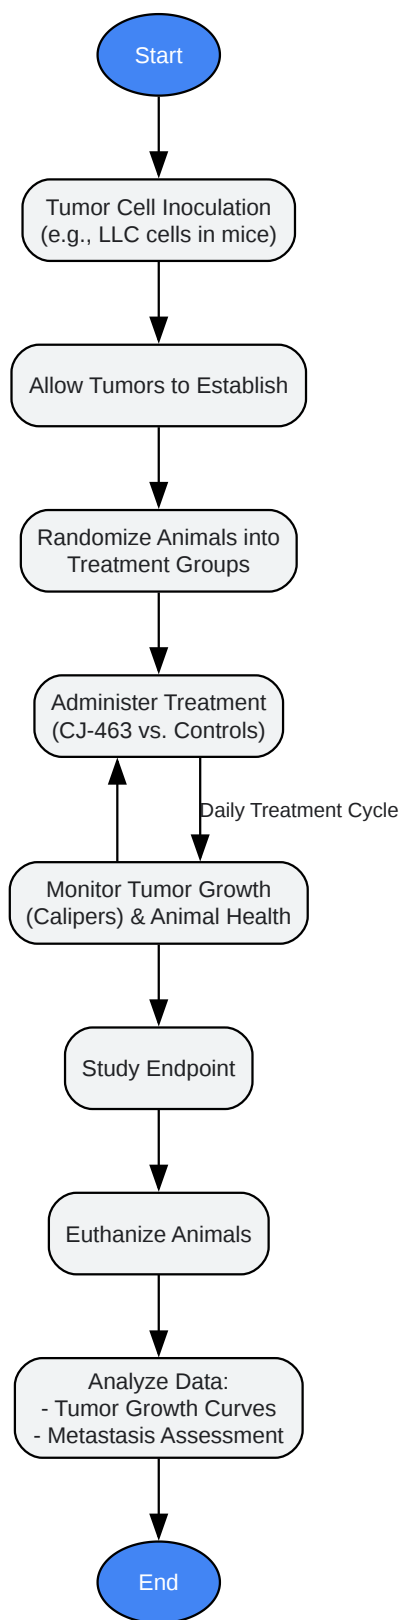 Start
Tumor Cell Inoculation
(e.g., LLC cells in mice)
Allow Tumors to Establish
Randomize Animals into
Treatment Groups
Administer Treatment
(CJ-463 vs. Controls)
Daily Treatment Cycle
Monitor Tumor Growth
(Calipers) & Animal Health
Study Endpoint
Euthanize Animals
Analyze Data:
- Tumor Growth Curves
- Metastasis Assessment
End